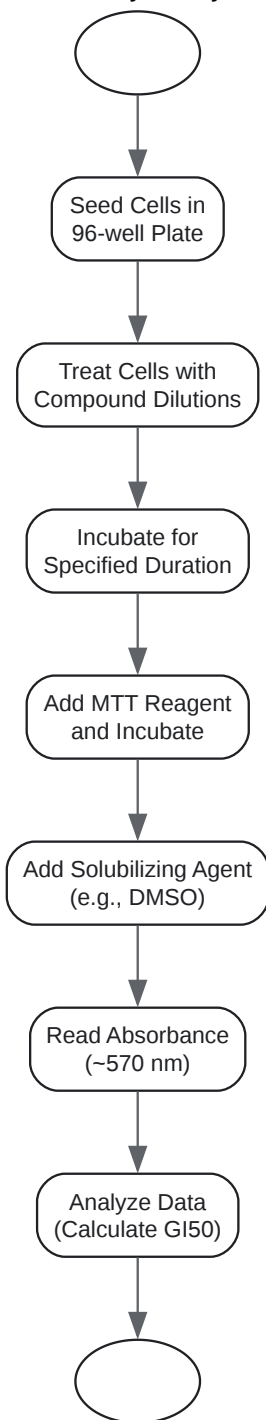 Seed Cells in
96-well Plate
Treat Cells with
Compound Dilutions
Incubate for
Specified Duration
Add MTT Reagent
and Incubate
Add Solubilizing Agent
(e.g., DMSO)
Read Absorbance
(~570 nm)
Analyze Data
(Calculate GI50)